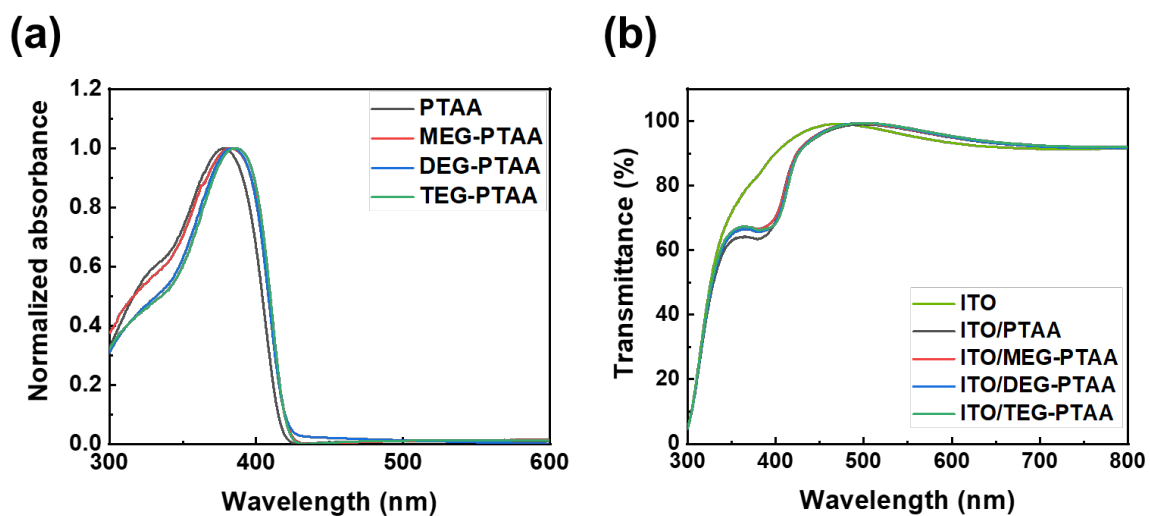 (a)
Normalized absorbance
1.2
1.0
0.8
0.6
0.4
0.2
0.0
300
400
500
600
Wavelength (nm)
PTAA
MEG-PTAA
DEG-PTAA
TEG-PTAA
(b)
Transmittance (%)
100
80
60
40
20
0
300
400
500
600
700
800
Wavelength (nm)
ITO
ITO/PTAA
ITO/MEG-PTAA
ITO/DEG-PTAA
ITO/TEG-PTAA